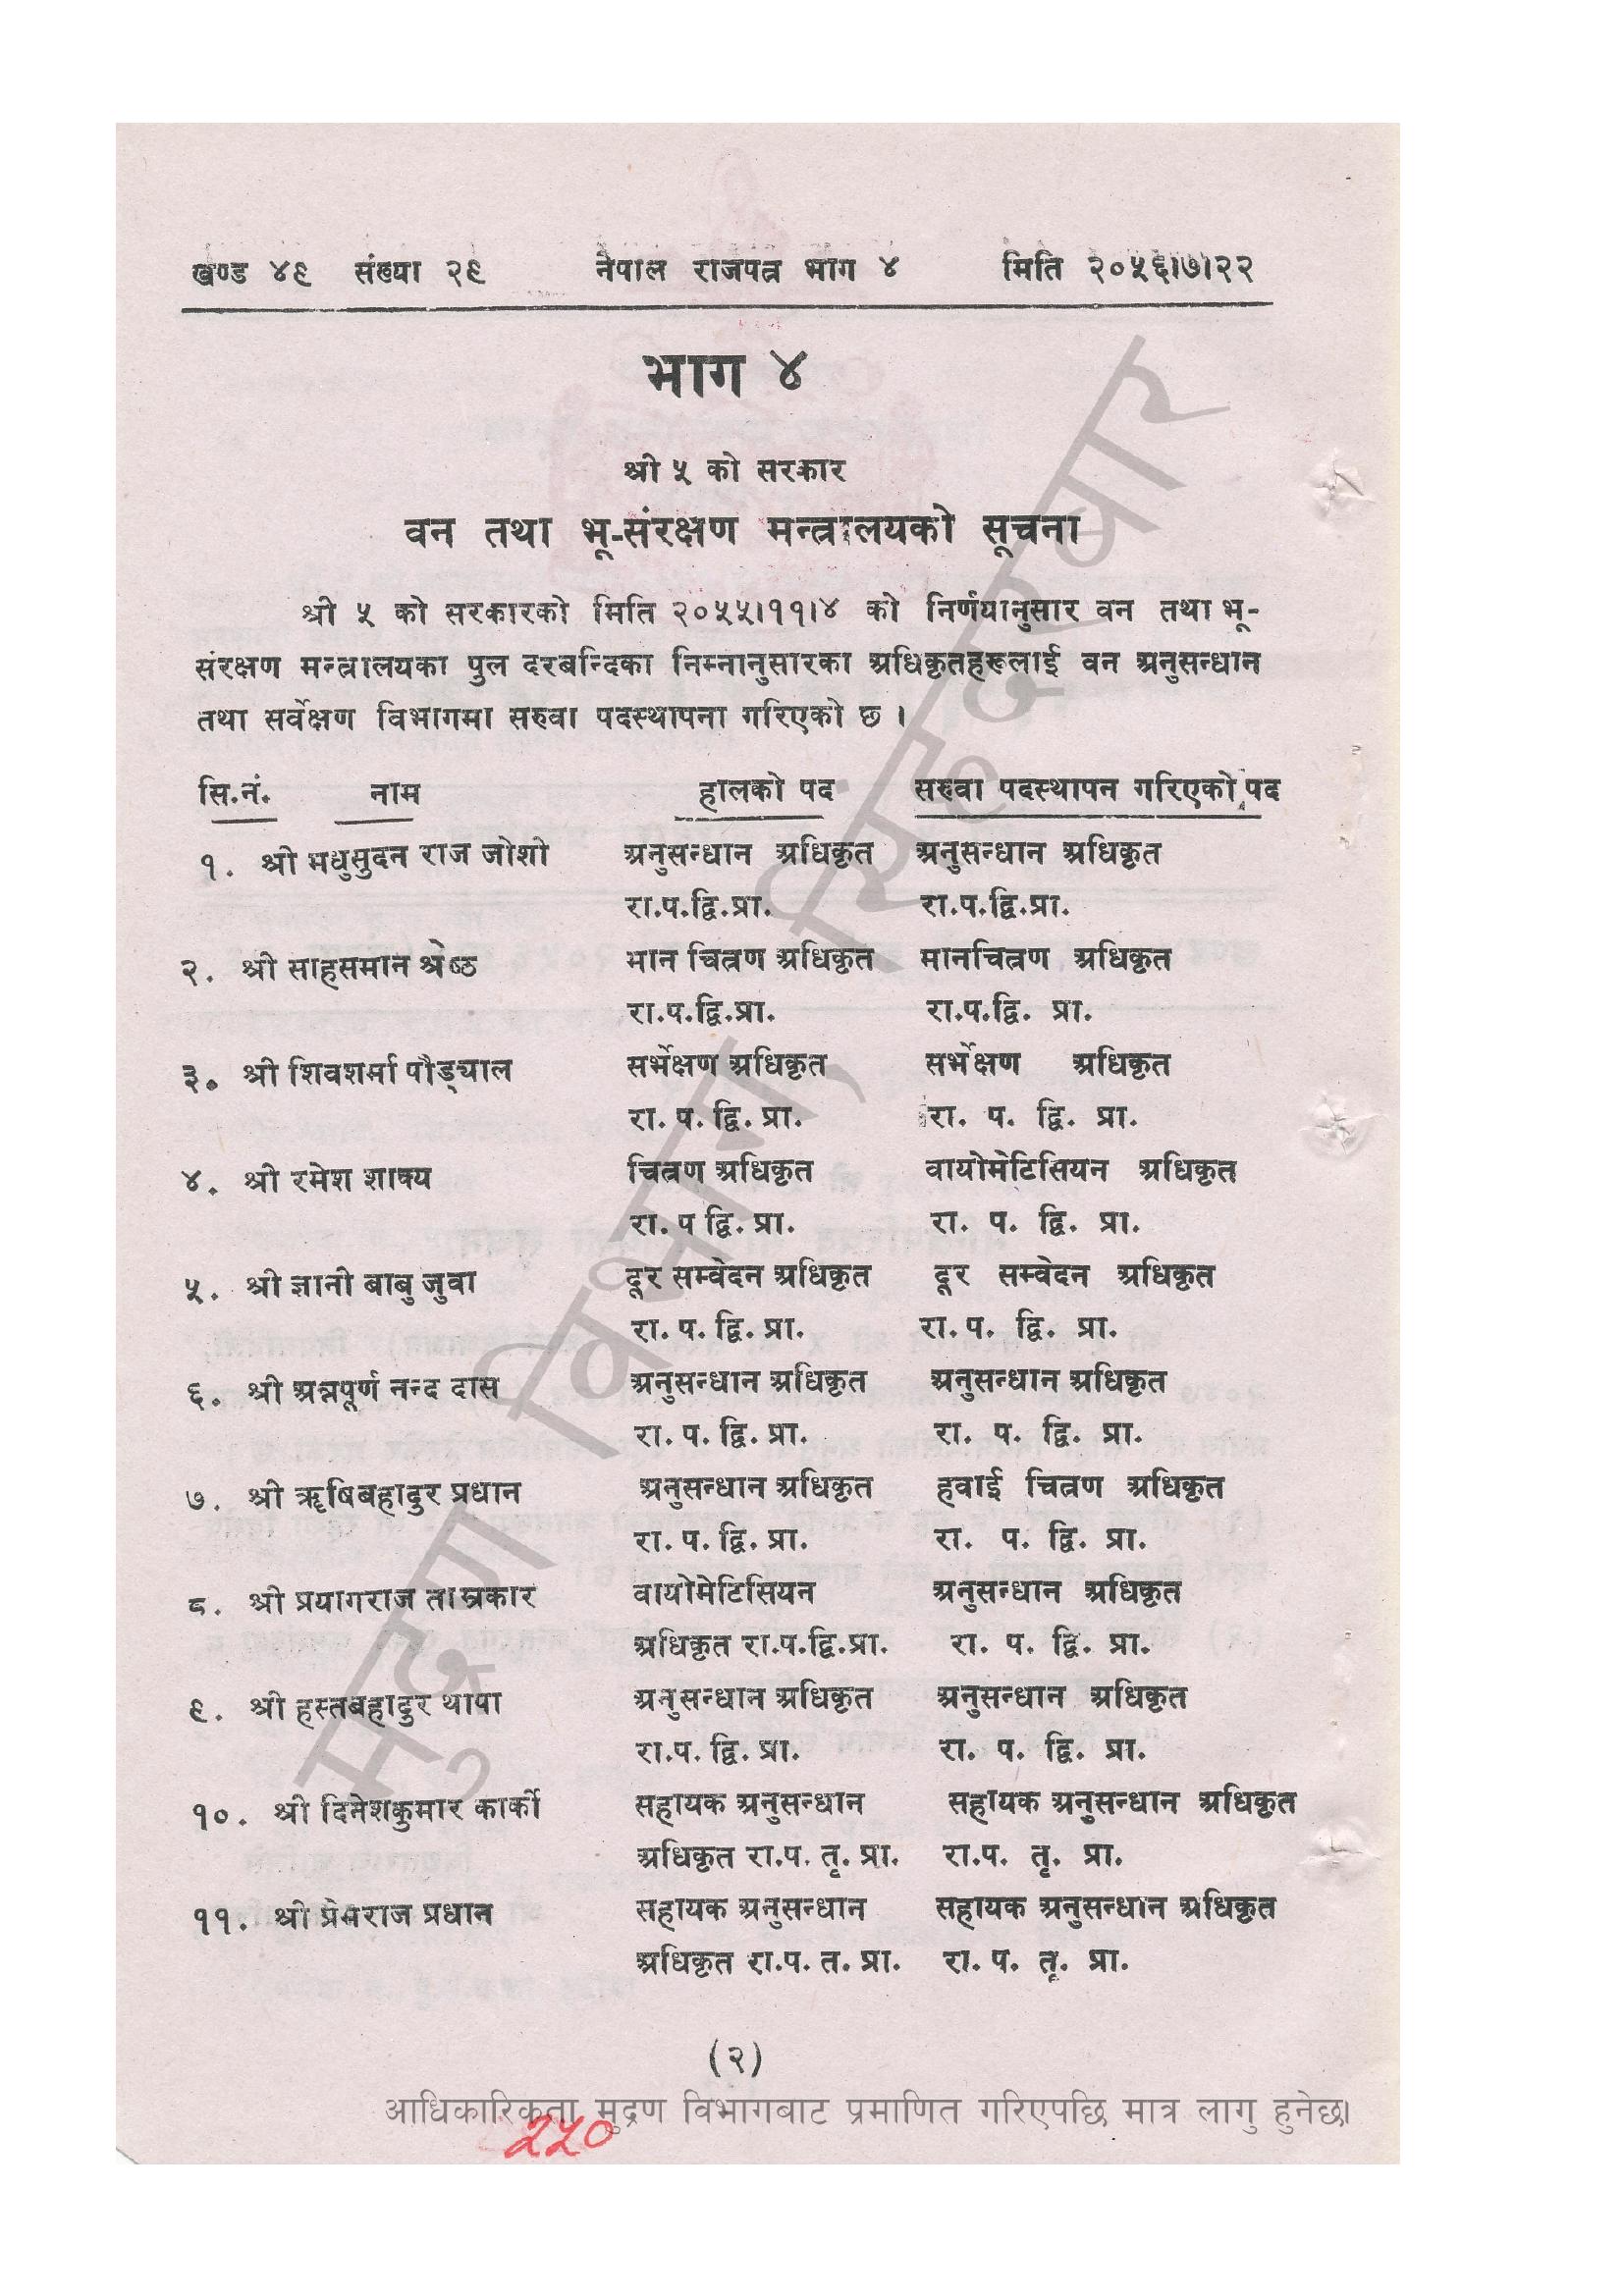 खण्ड ४९ संख्या २९ नेपाल राजपत्र भाग ४ मिति २०५६।७।२२
भाग ४
श्री ५ को सरकार
वन तथा भू-संरक्षण मन्त्रालयको सूचना
श्री ५ को सरकारको मिति २०५५।११।४ को निर्णयानुसार वन तथा भू-
संरक्षण मन्त्रालयका पुल दरबन्दिका निम्नानुसारका अधिकृतहरूलाई वन अनुसन्धान
तथा सर्वेक्षण विभागमा सरुवा पदस्थापना गरिएको छ ।
सि.नं. नाम हालको पद सरुवा पदस्थापन गरिएको पद
१. श्री मधुसुदन राज जोशी अनुसन्धान अधिकृत अनुसन्धान अधिकृत
रा.प.द्वि.प्रा. रा.प.द्वि.प्रा.
२. श्री साहसमान श्रेष्ठ मान चित्रण अधिकृत मानचित्रण अधिकृत
रा.प.द्वि.प्रा. रा.प.द्वि. प्रा.
३. श्री शिवशर्मा पौड्याल सर्भेक्षण अधिकृत सर्भेक्षण अधिकृत
रा. प. द्वि. प्रा. रा. प. द्वि. प्रा.
४. श्री रमेश शाक्य चित्रण अधिकृत वायोमेटिसियन अधिकृत
रा. प द्वि. प्रा. रा. प. द्वि. प्रा.
५. श्री ज्ञानी बाबु जुवा दूर सम्वेदन अधिकृत दूर सम्वेदन अधिकृत
रा. प. द्वि. प्रा. रा.प. द्वि. प्रा.
६. श्री अन्नपूर्ण नन्द दास अनुसन्धान अधिकृत अनुसन्धान अधिकृत
रा. प. द्वि. प्रा. रा. प. द्वि. प्रा.
७. श्री ऋषिबहादुर प्रधान अनुसन्धान अधिकृत हवाई चित्रण अधिकृत
रा. प. द्वि. प्रा. रा. प. द्वि. प्रा.
८. श्री प्रयागराज ताम्रकार वायोमेटिसियन अनुसन्धान अधिकृत
अधिकृत रा.प.द्वि.प्रा. रा. प. द्वि. प्रा.
९. श्री हस्तबहादुर थापा अनुसन्धान अधिकृत अनुसन्धान अधिकृत
रा.प. द्वि. प्रा. रा. प. द्वि. प्रा.
१०. श्री दिनेशकुमार कार्की सहायक अनुसन्धान सहायक अनुसन्धान अधिकृत
अधिकृत रा.प. तृ. प्रा. रा.प. तृ. प्रा.
११. श्री प्रेमराज प्रधान सहायक अनुसन्धान सहायक अनुसन्धान अधिकृत
अधिकृत रा.प. त. प्रा. रा. प. तृ. प्रा.
(२)
आधिकारिकता मुद्रण विभागबाट प्रमाणित गरिएपछि मात्र लागु हुनेछ।
२५०
मुद्रण विभाग, सिंहदरबार